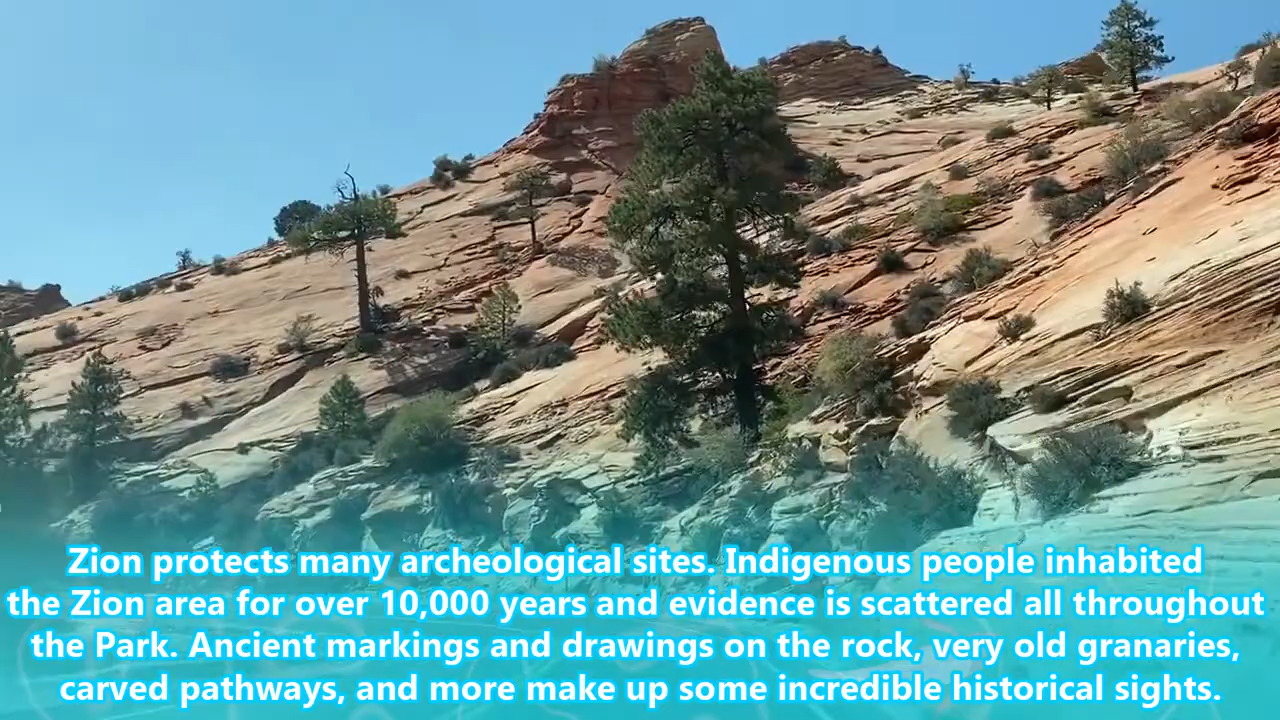 Zion protects many archeological sites. Indigenous people inhabited
the Zion area for over 10,000 years and evidence is scattered all throughout
the Park. Ancient markings and drawings on the rock, very old granaries,
carved pathways, and more make up some incredible historical sights.